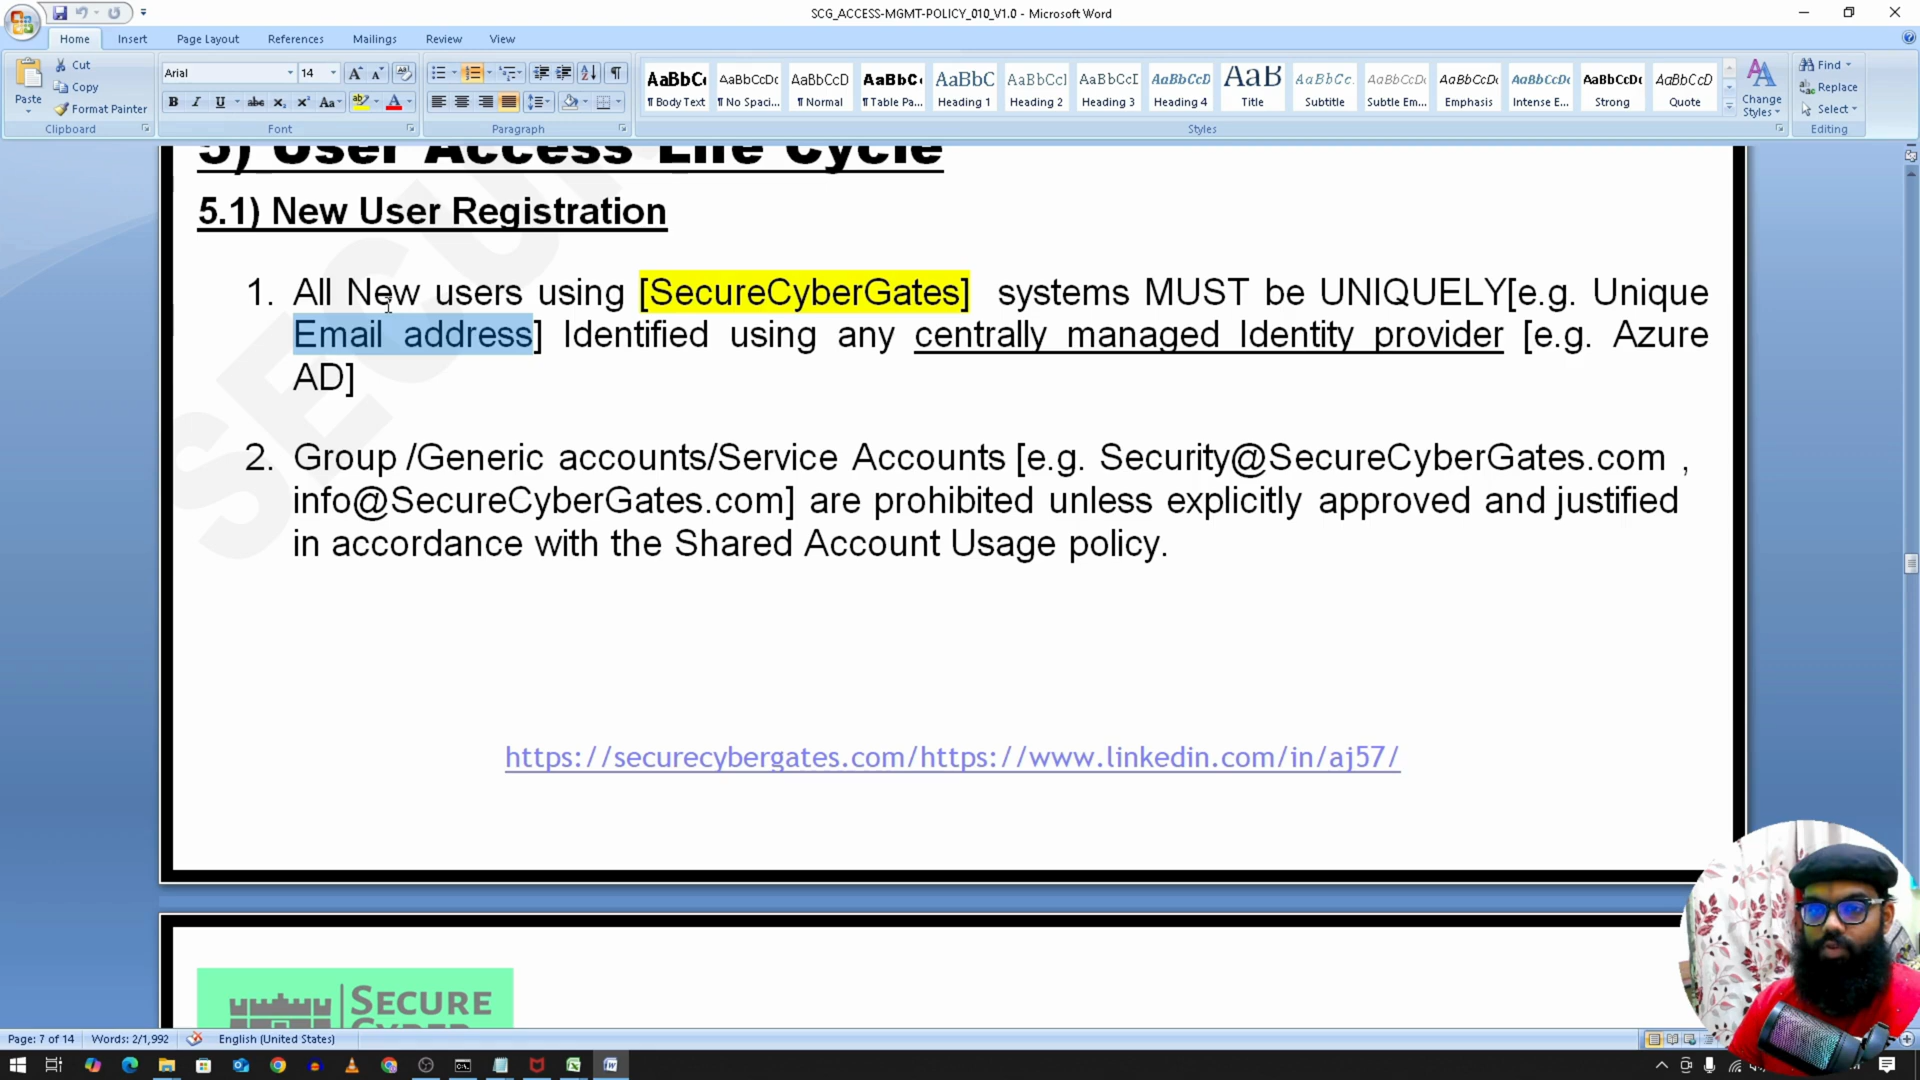 SCG_ACCESS-MGMT-POLICY_010_V1.0 - Microsoft Word
Home Insert Page Layout References Mailings Review View
Paste
Cut
Copy
Format Painter
Clipboard
Arial 14
Font
Paragraph
¶ Body Text ¶ No Spaci... ¶ Normal ¶ Table Pa... Heading 1 Heading 2 Heading 3 Heading 4 Title Subtitle Subtle Em... Emphasis Intense E... Strong Quote
Change Styles
Styles
Find
Replace
Select
Editing
5) User Access Life Cycle
5.1) New User Registration
1. All New users using [SecureCyberGates] systems MUST be UNIQUELY[e.g. Unique
Email address] Identified using any centrally managed Identity provider [e.g. Azure
AD]
2. Group /Generic accounts/Service Accounts [e.g. Security@SecureCyberGates.com ,
info@SecureCyberGates.com] are prohibited unless explicitly approved and justified
in accordance with the Shared Account Usage policy.
https://securecybergates.com/https://www.linkedin.com/in/aj57/
SECURE
CYBER
Page: 7 of 14 Words: 2/1,992 English (United States)